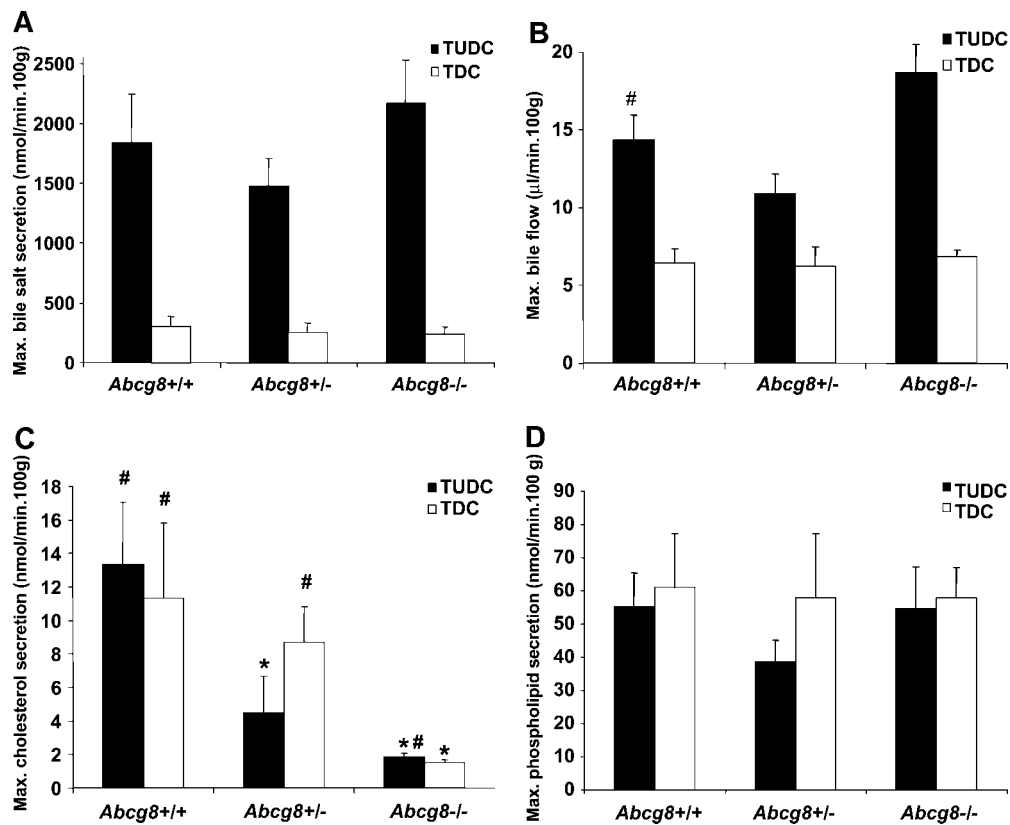 A
Max. bile salt secretion (nmol/min.100g)
2500
2000
1500
1000
500
0
TUDC
TDC
#
Abcg8+/+
Abcg8+/-
Abcg8-/-
B
Max. bile flow (µl/min.100g)
20
15
10
5
0
TUDC
TDC
Abcg8+/+
Abcg8+/-
Abcg8-/-
C
Max. cholesterol secretion (nmol/min.100g)
18
16
14
12
10
8
6
4
2
0
TUDC
TDC
#
#
*
#
*#
*
Abcg8+/+
Abcg8+/-
Abcg8-/-
D
Max. phospholipid secretion (nmol/min.100 g)
90
80
70
60
50
40
30
20
10
0
TUDC
TDC
Abcg8+/+
Abcg8+/-
Abcg8-/-